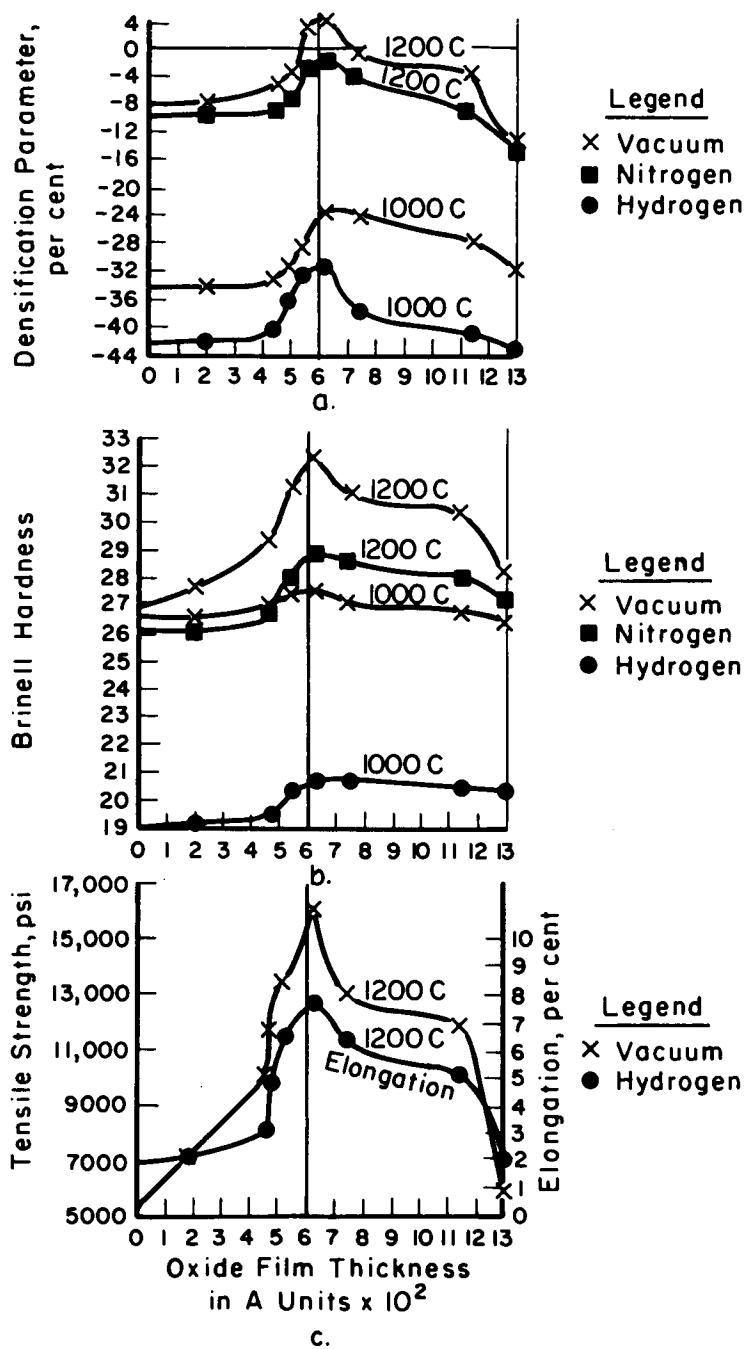 Densification Parameter,
per cent
4
0
-4
-8
-12
-16
-20
-24
-28
-32
-36
-40
-44
1200 C
1200 C
1000 C
1000 C
0 1 2 3 4 5 6 7 8 9 10 11 12 13
a.
Legend
Vacuum
Nitrogen
Hydrogen
Brinell Hardness
33
32
31
30
29
28
27
26
21
20
19
1200 C
1200 C
1000 C
1000 C
0 1 2 3 4 5 6 7 8 9 10 11 12 13
b.
Legend
Vacuum
Nitrogen
Hydrogen
Tensile Strength, psi
17,000
15,000
13,000
11,000
9000
7000
5000
1200 C
1200 C
Elongation
10
9
8
7
6
5
4
3
2
1
0
Elongation, per cent
0 1 2 3 4 5 6 7 8 9 10 11 12 13
Oxide Film Thickness
in A Units x 10²
c.
Legend
Vacuum
Hydrogen